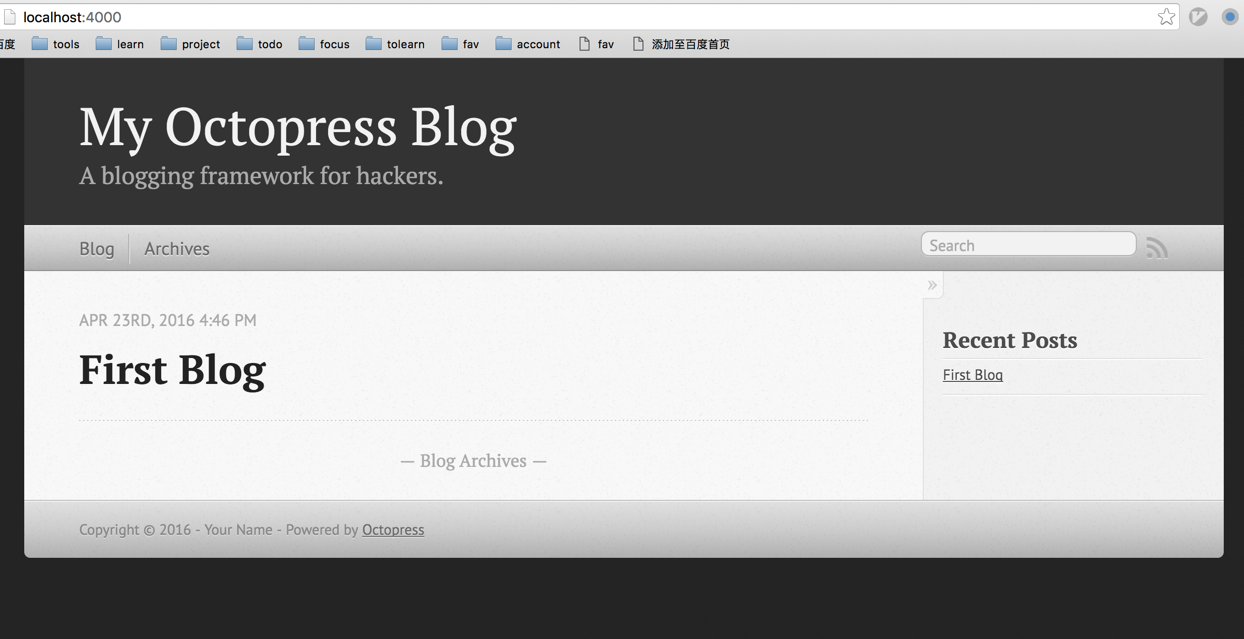 localhost:4000
百度 tools learn project todo focus tolearn fav account fav 添加至百度首页
My Octopress Blog
A blogging framework for hackers.
Blog Archives Search
»
APR 23RD, 2016 4:46 PM
First Blog
Recent Posts
First Blog
— Blog Archives —
Copyright © 2016 - Your Name - Powered by Octopress